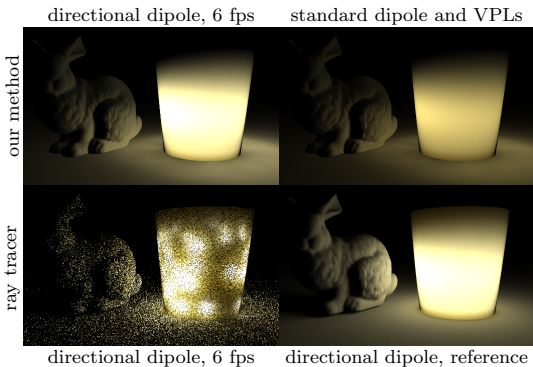 directional dipole, 6 fps
standard dipole and VPLs
our method
ray tracer
directional dipole, 6 fps
directional dipole, reference